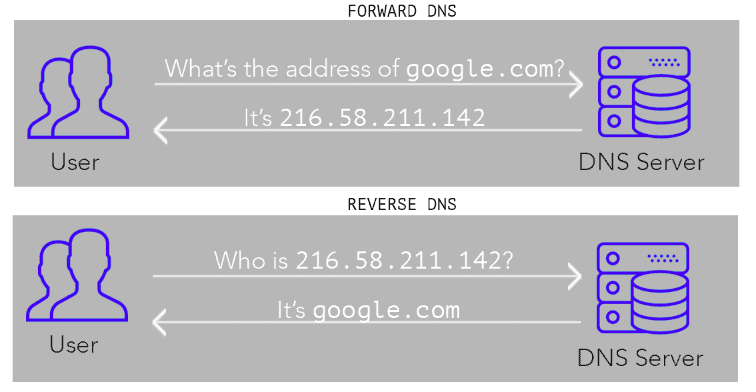 FORWARD DNS
What's the address of google.com?
It's 216.58.211.142
User
DNS Server
REVERSE DNS
Who is 216.58.211.142?
It's google.com
User
DNS Server